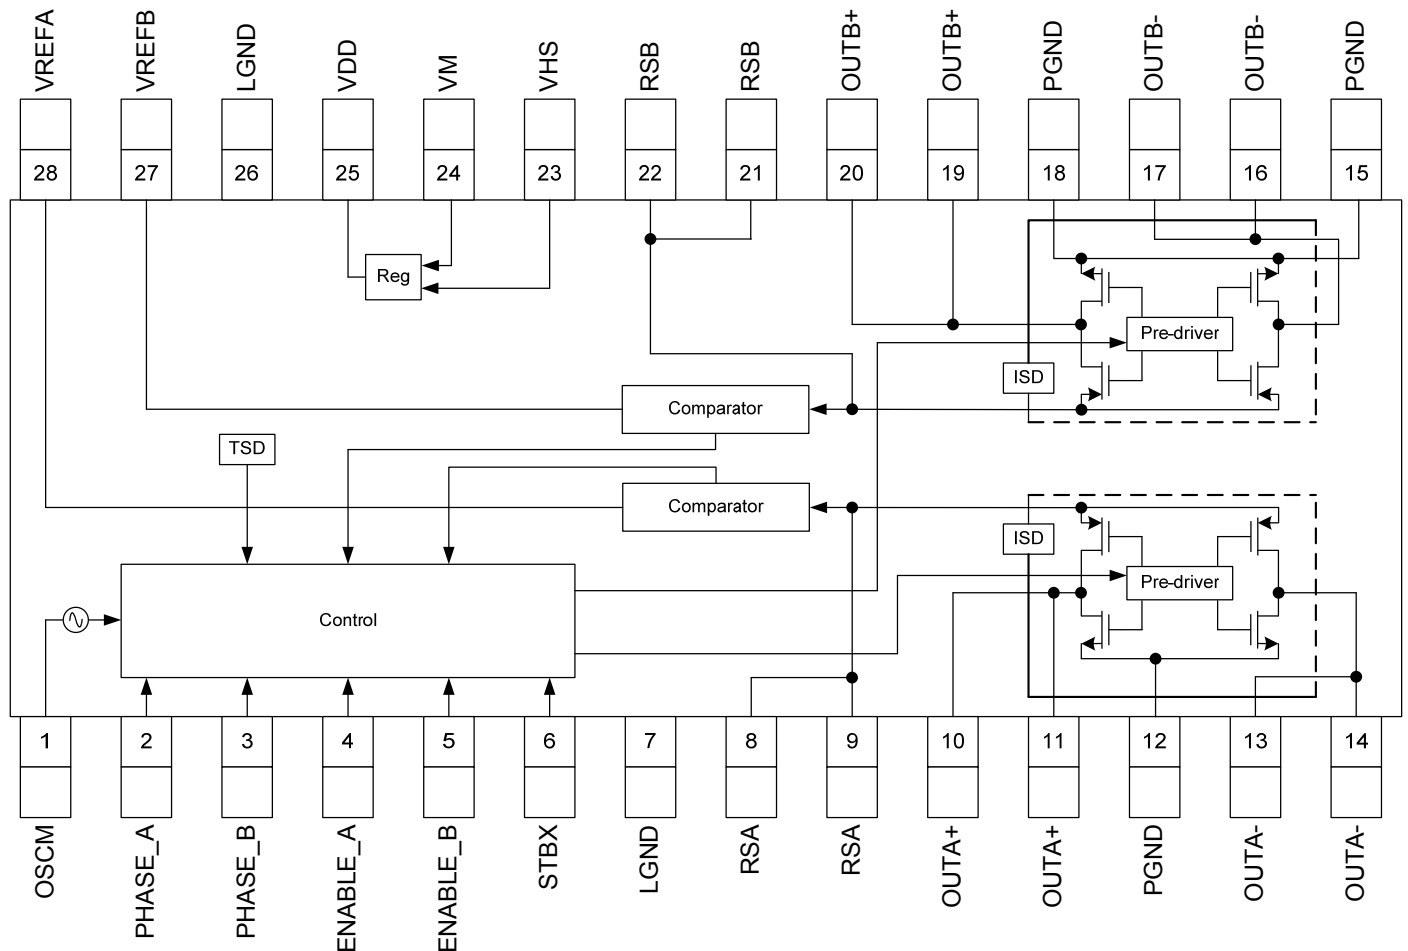 VREFA
VREFB
LGND
VDD
VM
VHS
RSB
RSB
OUTB+
OUTB+
PGND
OUTB-
OUTB-
PGND
28
27
26
25
24
23
22
21
20
19
18
17
16
15
Reg
Pre-driver
ISD
Comparator
TSD
Comparator
ISD
Pre-driver
Control
1
2
3
4
5
6
7
8
9
10
11
12
13
14
OSCM
PHASE_A
PHASE_B
ENABLE_A
ENABLE_B
STBX
LGND
RSA
RSA
OUTA+
OUTA+
PGND
OUTA-
OUTA-